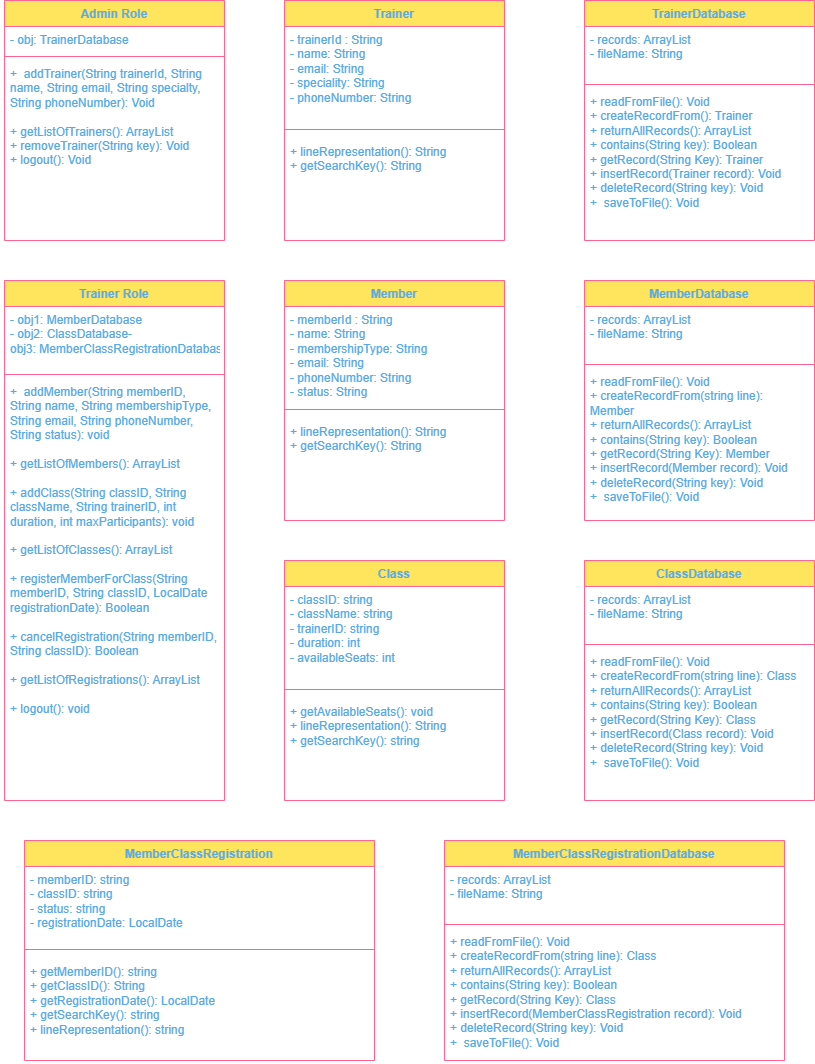 Admin Role
- obj: TrainerDatabase
+  addTrainer(String trainerId, String
name, String email, String specialty,
String phoneNumber): Void
+ getListOfTrainers(): ArrayList
+ removeTrainer(String key): Void
+ logout(): Void
Trainer
- trainerId : String
- name: String
- email: String
- speciality: String
- phoneNumber: String
+ lineRepresentation(): String
+ getSearchKey(): String
TrainerDatabase
- records: ArrayList
- fileName: String
+ readFromFile(): Void
+ createRecordFrom(): Trainer
+ returnAllRecords(): ArrayList
+ contains(String key): Boolean
+ getRecord(String Key): Trainer
+ insertRecord(Trainer record): Void
+ deleteRecord(String key): Void
+  saveToFile(): Void
Trainer Role
- obj1: MemberDatabase
- obj2: ClassDatabase-
obj3: MemberClassRegistrationDatabas
+  addMember(String memberID,
String name, String membershipType,
String email, String phoneNumber,
String status): void
+ getListOfMembers(): ArrayList
+ addClass(String classID, String
className, String trainerID, int
duration, int maxParticipants): void
+ getListOfClasses(): ArrayList
+ registerMemberForClass(String
memberID, String classID, LocalDate
registrationDate): Boolean
+ cancelRegistration(String memberID,
String classID): Boolean
+ getListOfRegistrations(): ArrayList
+ logout(): void
Member
- memberId : String
- name: String
- membershipType: String
- email: String
- phoneNumber: String
- status: String
+ lineRepresentation(): String
+ getSearchKey(): String
MemberDatabase
- records: ArrayList
- fileName: String
+ readFromFile(): Void
+ createRecordFrom(string line):
Member
+ returnAllRecords(): ArrayList
+ contains(String key): Boolean
+ getRecord(String Key): Member
+ insertRecord(Member record): Void
+ deleteRecord(String key): Void
+  saveToFile(): Void
Class
- classID: string
- className: string
- trainerID: string
- duration: int
- availableSeats: int
+ getAvailableSeats(): void
+ lineRepresentation(): String
+ getSearchKey(): string
ClassDatabase
- records: ArrayList
- fileName: String
+ readFromFile(): Void
+ createRecordFrom(string line): Class
+ returnAllRecords(): ArrayList
+ contains(String key): Boolean
+ getRecord(String Key): Class
+ insertRecord(Class record): Void
+ deleteRecord(String key): Void
+  saveToFile(): Void
MemberClassRegistration
- memberID: string
- classID: string
- status: string
- registrationDate: LocalDate
+ getMemberID(): string
+ getClassID(): String
+ getRegistrationDate(): LocalDate
+ getSearchKey(): string
+ lineRepresentation(): string
MemberClassRegistrationDatabase
- records: ArrayList
- fileName: String
+ readFromFile(): Void
+ createRecordFrom(string line): Class
+ returnAllRecords(): ArrayList
+ contains(String key): Boolean
+ getRecord(String Key): Class
+ insertRecord(MemberClassRegistration record): Void
+ deleteRecord(String key): Void
+  saveToFile(): Void